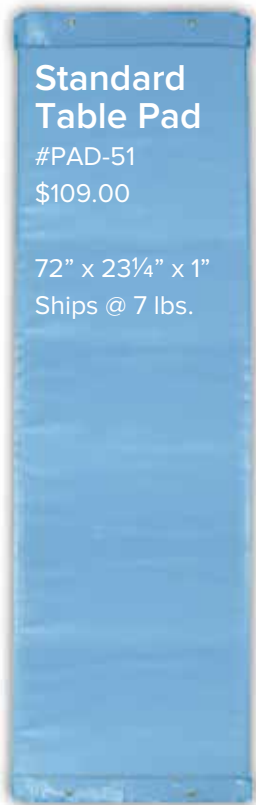 Standard
Table Pad
#PAD-51
$109.00
72” x 23¼” x 1”
Ships @ 7 lbs.